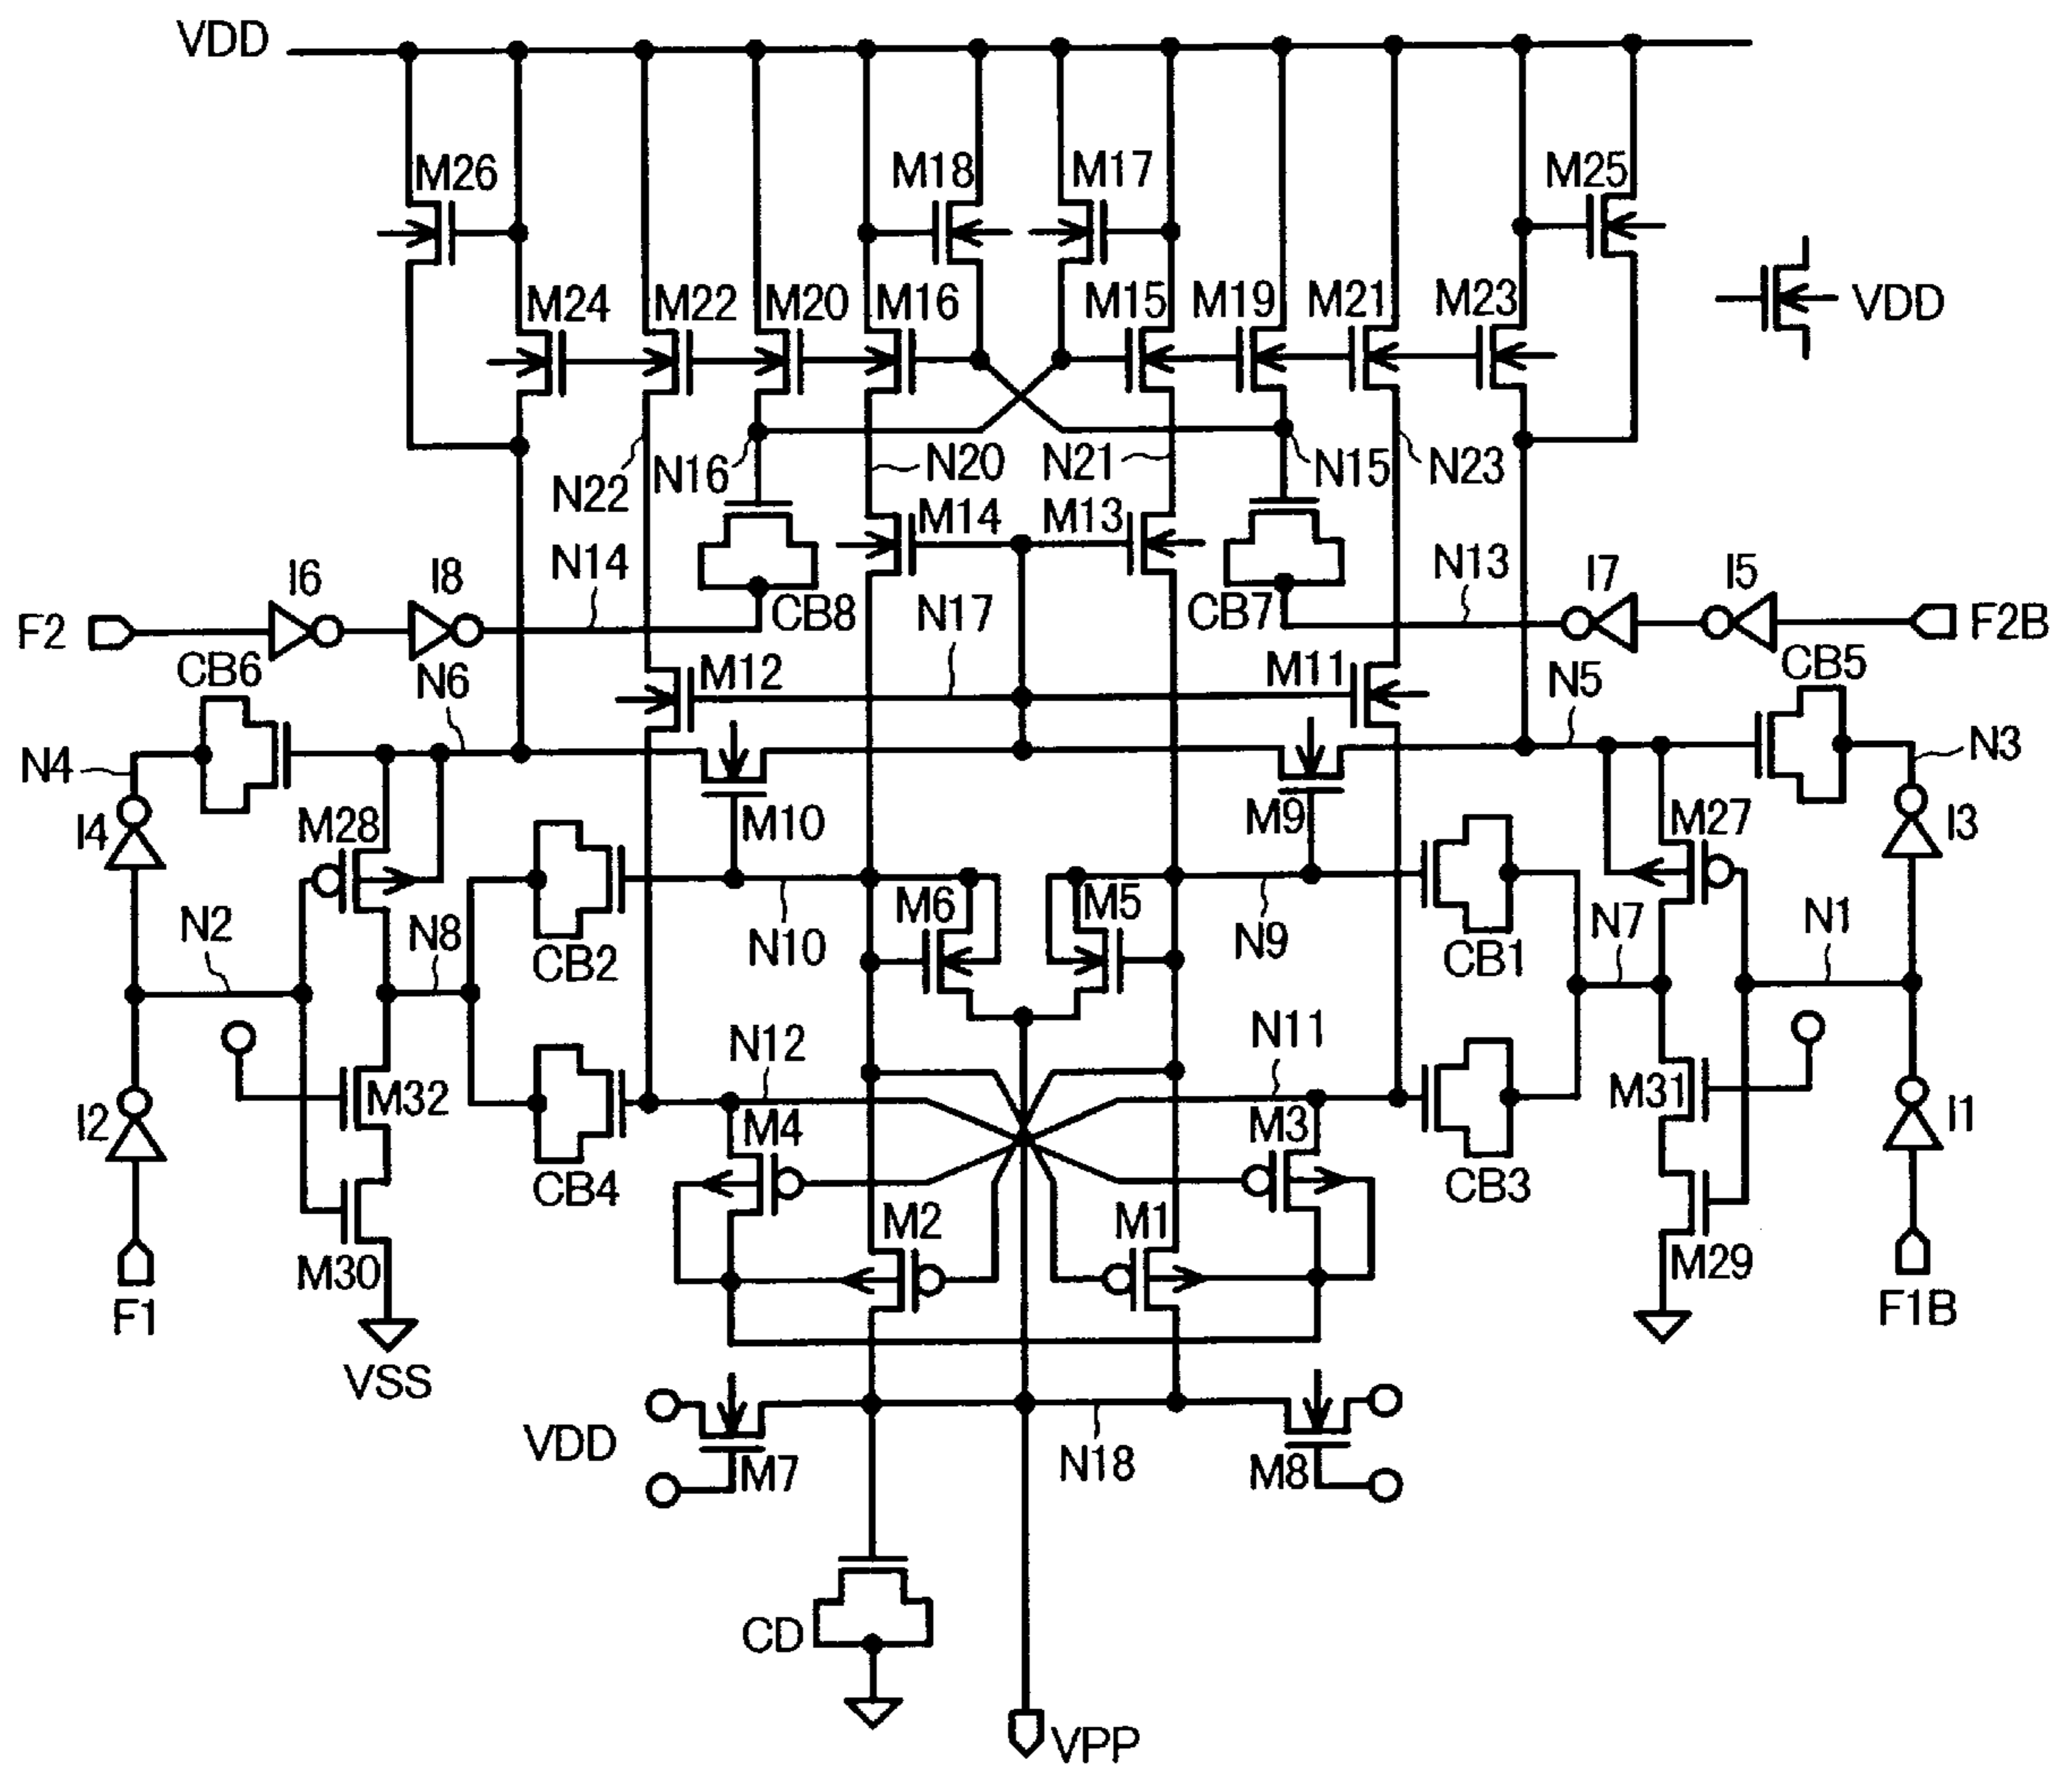 VDD
M26
M18
M17
M25
M24
M22
M20
M16
M15
M19
M21
M23
VDD
N22
N16
N20
N21
N15
N23
M14
M13
F2
I6
I8
N14
CB8
N17
CB7
N13
I7
I5
F2B
CB6
N6
M12
M11
N5
CB5
N4
N3
I4
M28
M10
M9
M27
I3
N2
N8
CB2
N10
M6
M5
N9
CB1
N7
N1
I2
M32
CB4
N12
M4
N11
M3
CB3
M31
I1
F1
M30
VSS
M2
M1
M29
F1B
VDD
M7
N18
M8
CD
VPP